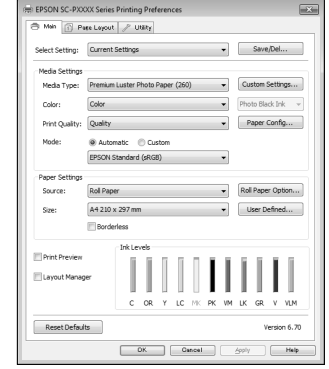 EPSON SC-PXXXX Series Printing Preferences
Main Page Layout Utility
Select Setting: Current Settings Save/Del...
Media Settings
Media Type: Premium Luster Photo Paper (260) Custom Settings...
Color: Color Photo Black Ink
Print Quality: Quality Paper Config...
Mode: Automatic Custom
EPSON Standard (sRGB)
Paper Settings
Source: Roll Paper Roll Paper Option...
Size: A4 210 x 297 mm User Defined...
Borderless
Print Preview
Layout Manager
Ink Levels
C OR Y LC MK PK VM LK GR V VLM
Reset Defaults Version 6.70
OK Cancel Apply Help